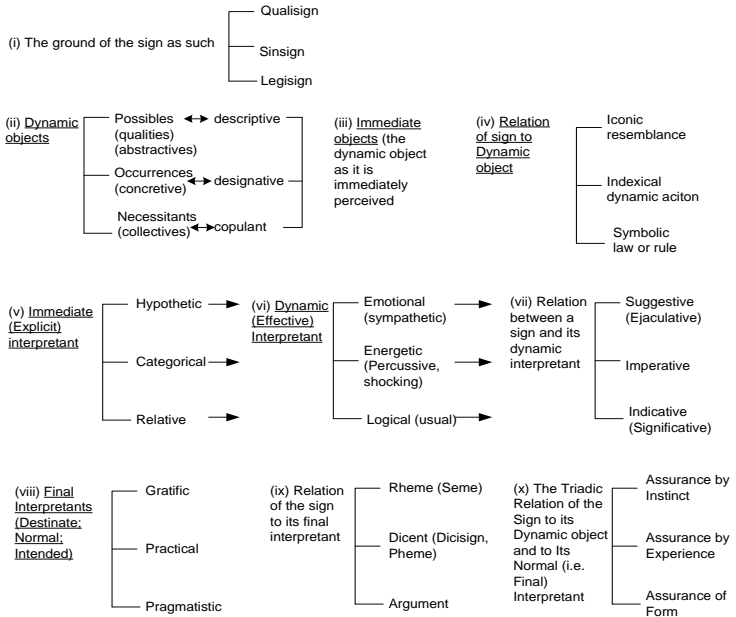 (i) The ground of the sign as such
Qualisign
Sinsign
Legisign
(ii) Dynamic
objects
Possibles
(qualities)
(abstractives)
descriptive
Occurrences
(concretive)
designative
Necessitants
(collectives)
copulant
(iii) Immediate
objects (the
dynamic object
as it is
immediately
perceived
(iv) Relation
of sign to
Dynamic
object
Iconic
resemblance
Indexical
dynamic aciton
Symbolic
law or rule
(v) Immediate
(Explicit)
interpretant
Hypothetic
Categorical
Relative
(vi) Dynamic
(Effective)
Interpretant
Emotional
(sympathetic)
Energetic
(Percussive,
shocking)
Logical (usual)
(vii) Relation
between a
sign and its
dynamic
interpretant
Suggestive
(Ejaculative)
Imperative
Indicative
(Significative)
(viii) Final
Interpretants
(Destinate;
Normal;
Intended)
Gratific
Practical
Pragmatistic
(ix) Relation
of the sign
to its final
interpretant
Rheme (Seme)
Dicent (Dicisign,
Pheme)
Argument
(x) The Triadic
Relation of the
Sign to its
Dynamic object
and to Its
Normal (i.e.
Final)
Interpretant
Assurance by
Instinct
Assurance by
Experience
Assurance of
Form